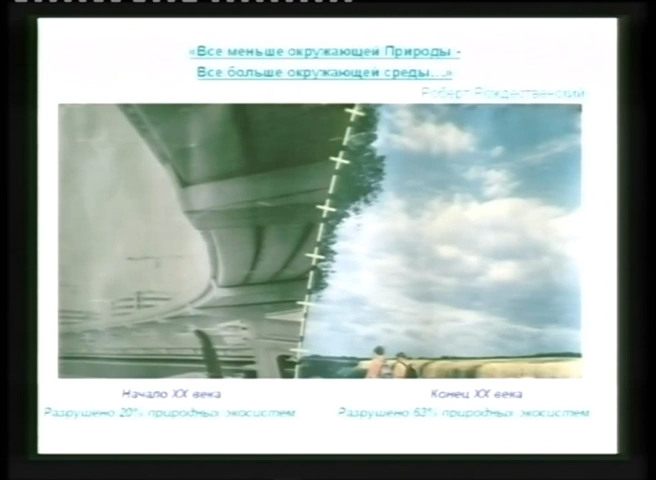 «Все меньше окружающей Природы -
Все больше окружающей среды...»
Роберт Рождественский
Начало XX века
Конец XX века
Разрушено 20% природных экосистем
Разрушено 63% природных экосистем